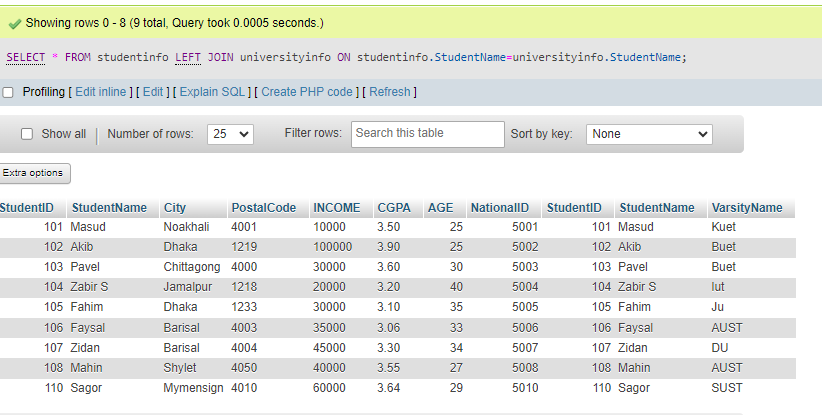 Showing rows 0 - 8 (9 total, Query took 0.0005 seconds.)
SELECT * FROM studentinfo LEFT JOIN universityinfo ON studentinfo.StudentName=universityinfo.StudentName;
Profiling [ Edit inline ] [ Edit ] [ Explain SQL ] [ Create PHP code ] [ Refresh ]
Show all | Number of rows: 25 Filter rows: Search this table Sort by key: None
Extra options
StudentID StudentName City PostalCode INCOME CGPA AGE NationalID StudentID StudentName VarsityName
101 Masud Noakhali 4001 10000 3.50 25 5001 101 Masud Kuet
102 Akib Dhaka 1219 100000 3.90 25 5002 102 Akib Buet
103 Pavel Chittagong 4000 30000 3.60 30 5003 103 Pavel Buet
104 Zabir S Jamalpur 1218 20000 3.20 40 5004 104 Zabir S Iut
105 Fahim Dhaka 1233 30000 3.10 35 5005 105 Fahim Ju
106 Faysal Barisal 4003 35000 3.06 33 5006 106 Faysal AUST
107 Zidan Barisal 4004 45000 3.30 34 5007 107 Zidan DU
108 Mahin Shylet 4050 40000 3.55 27 5008 108 Mahin AUST
110 Sagor Mymensign 4010 60000 3.64 29 5010 110 Sagor SUST